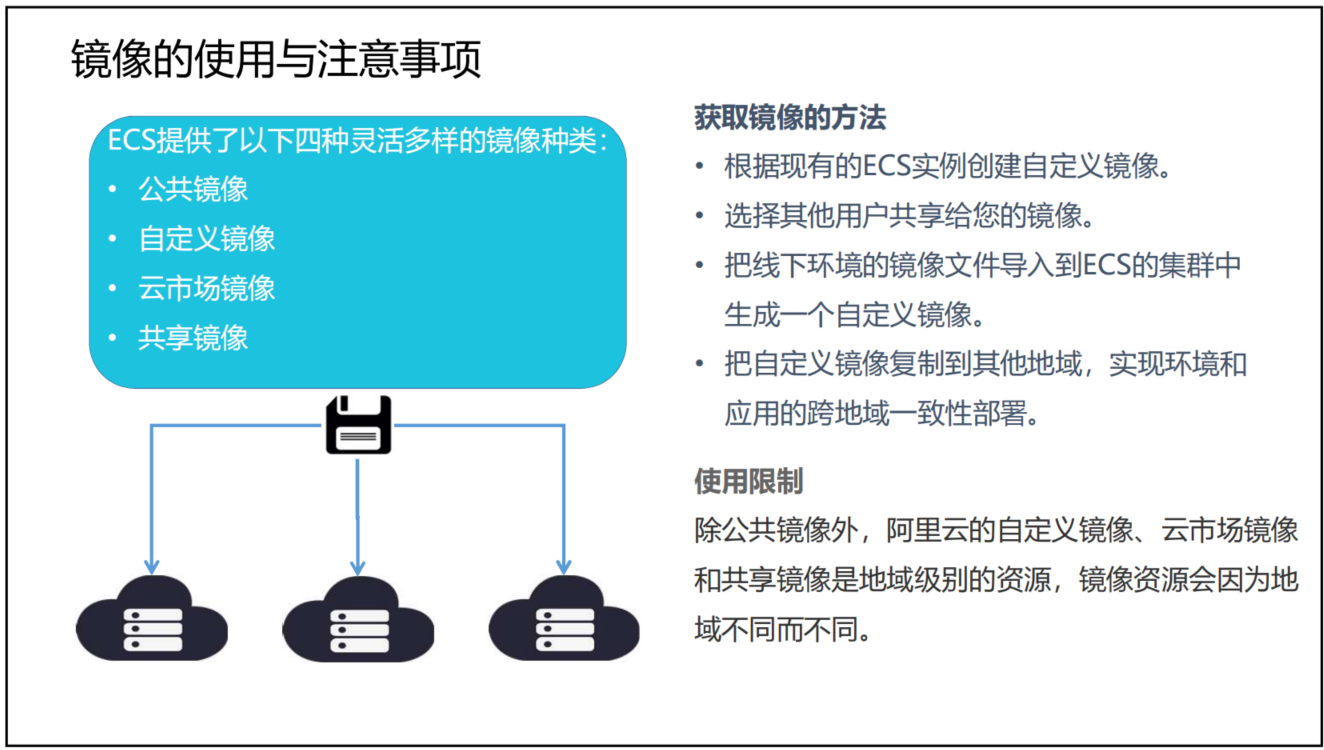 镜像的使用与注意事项
ECS提供了以下四种灵活多样的镜像种类：
• 公共镜像
• 自定义镜像
• 云市场镜像
• 共享镜像
获取镜像的方法
• 根据现有的ECS实例创建自定义镜像。
• 选择其他用户共享给您的镜像。
• 把线下环境的镜像文件导入到ECS的集群中
生成一个自定义镜像。
• 把自定义镜像复制到其他地域，实现环境和
应用的跨地域一致性部署。
使用限制
除公共镜像外，阿里云的自定义镜像、云市场镜像
和共享镜像是地域级别的资源，镜像资源会因为地
域不同而不同。